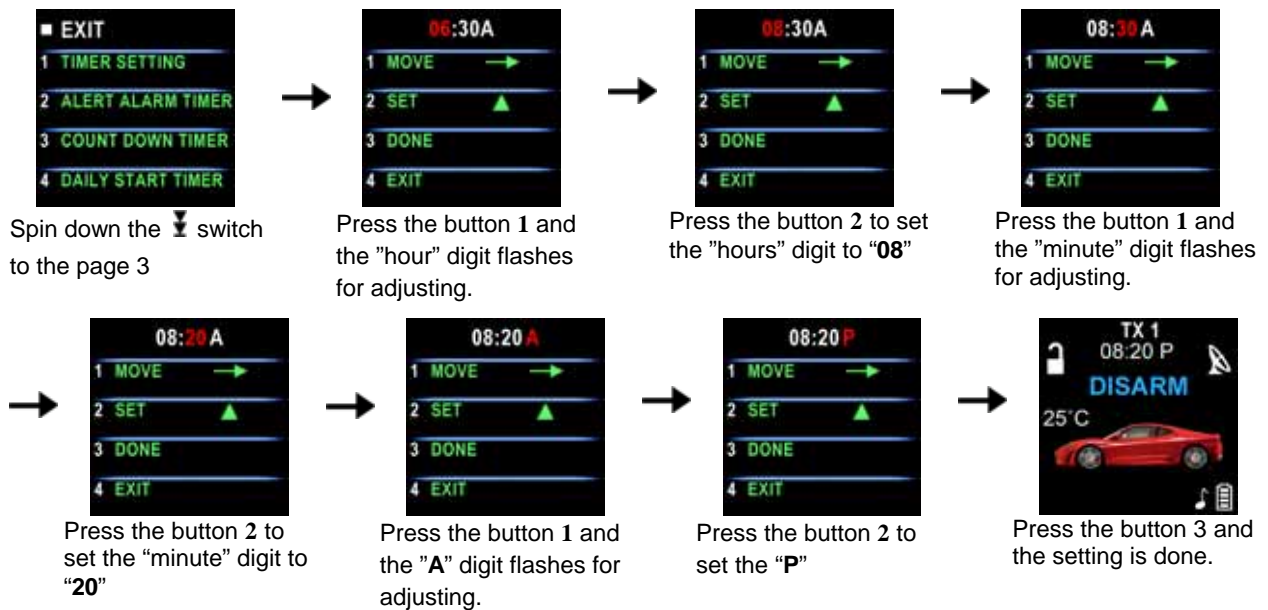 ■ EXIT
1 TIMER SETTING
2 ALERT ALARM TIMER
3 COUNT DOWN TIMER
4 DAILY START TIMER
Spin down the switch
to the page 3
06:30A
1 MOVE →
2 SET ▲
3 DONE
4 EXIT
Press the button 1 and
the "hour" digit flashes
for adjusting.
08:30A
1 MOVE →
2 SET ▲
3 DONE
4 EXIT
Press the button 2 to set
the "hours" digit to "08"
08:30 A
1 MOVE →
2 SET ▲
3 DONE
4 EXIT
Press the button 1 and
the "minute" digit flashes
for adjusting.
08:20 A
1 MOVE →
2 SET ▲
3 DONE
4 EXIT
Press the button 2 to
set the "minute" digit to
"20"
08:20 A
1 MOVE →
2 SET ▲
3 DONE
4 EXIT
Press the button 1 and
the "A" digit flashes for
adjusting.
08:20 P
1 MOVE →
2 SET ▲
3 DONE
4 EXIT
Press the button 2 to
set the "P"
TX 1
08:20 P
DISARM
25°C
Press the button 3 and
the setting is done.